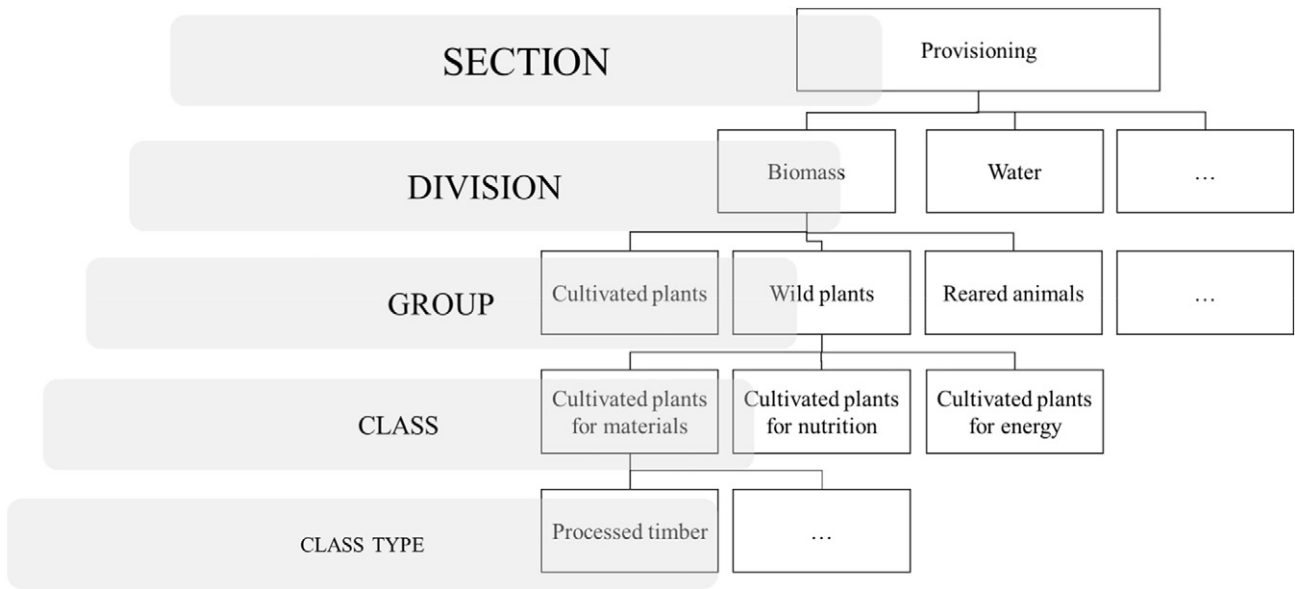 SECTION
Provisioning
DIVISION
Biomass
Water
...
GROUP
Cultivated plants
Wild plants
Reared animals
...
CLASS
Cultivated plants
for materials
Cultivated plants
for nutrition
Cultivated plants
for energy
CLASS TYPE
Processed timber
...